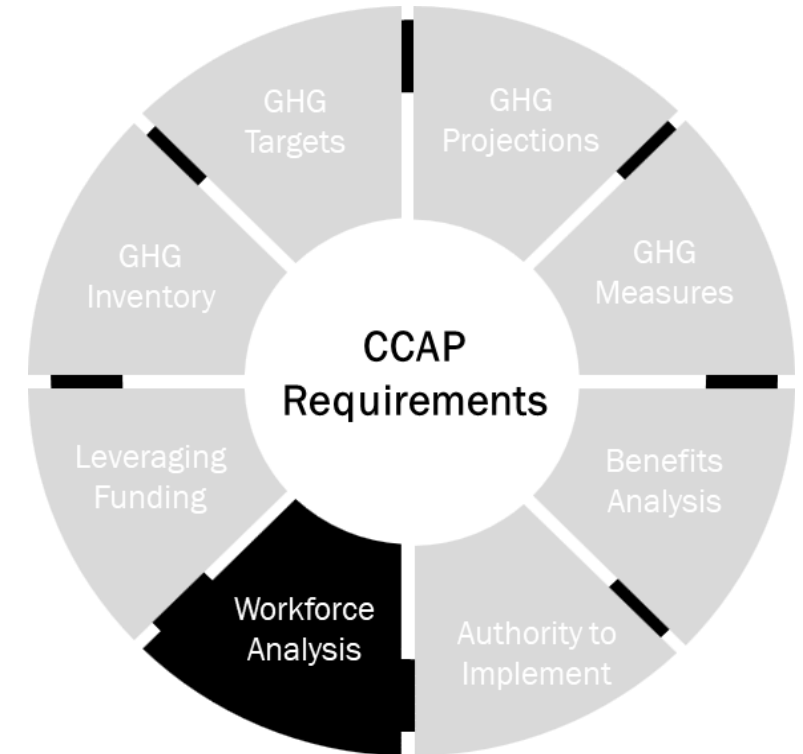 GHG
Targets
GHG
Projections
GHG
Inventory
GHG
Measures
CCAP
Requirements
Leveraging
Funding
Benefits
Analysis
Workforce
Analysis
Authority to
Implement